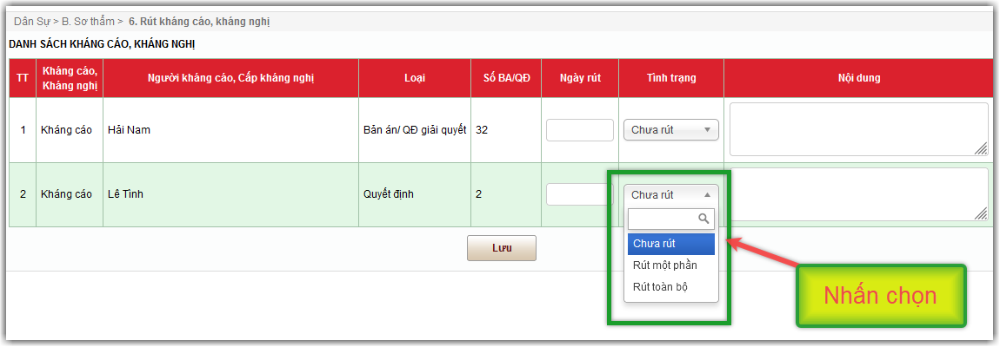 Dân Sự > B. Sơ thẩm > 6. Rút kháng cáo, kháng nghị
DANH SÁCH KHÁNG CÁO, KHÁNG NGHỊ
TT Kháng cáo, Kháng nghị Người kháng cáo, Cấp kháng nghị Loại Số BA/QĐ Ngày rút Tình trạng Nội dung
1 Kháng cáo Hải Nam Bản án/ QĐ giải quyết 32 Chưa rút
2 Kháng cáo Lê Tình Quyết định 2 Chưa rút
Chưa rút
Rút một phần
Rút toàn bộ
Lưu
Nhấn chọn